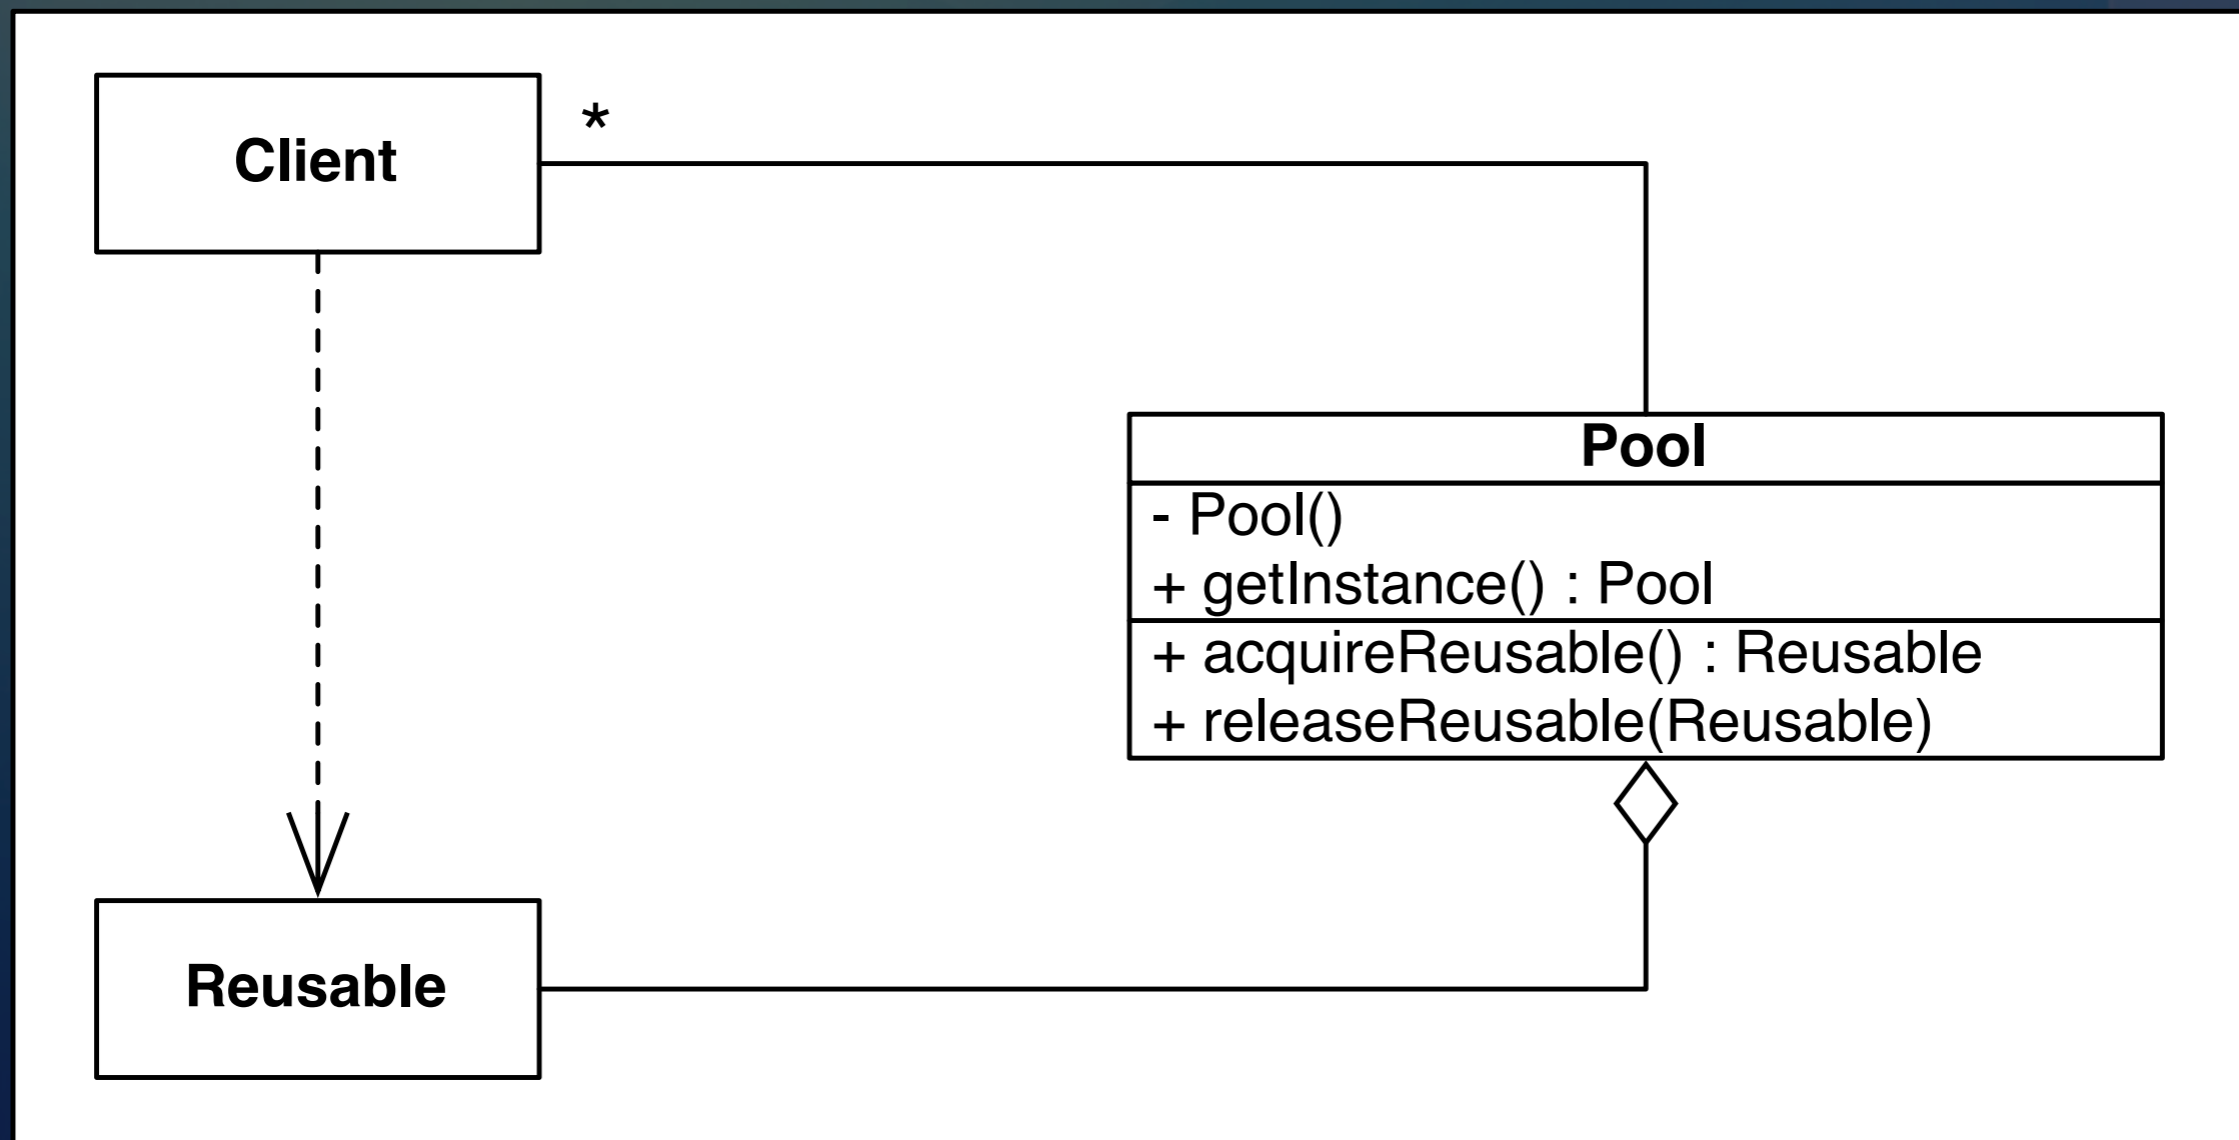 Client
*
Pool
- Pool()
+ getInstance() : Pool
+ acquireReusable() : Reusable
+ releaseReusable(Reusable)
Reusable